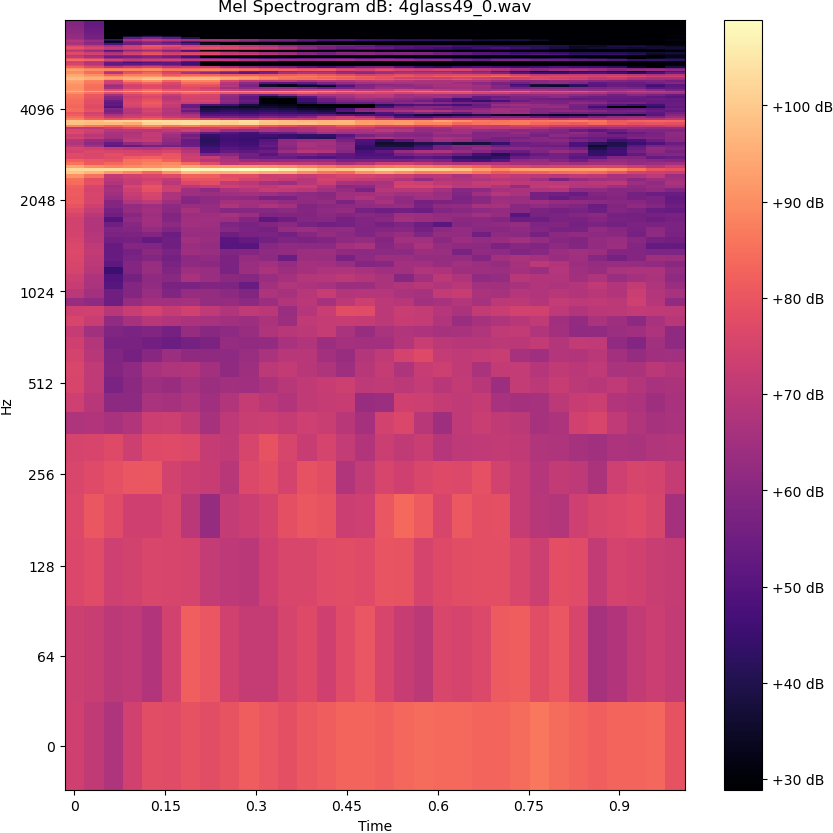 Mel Spectrogram dB: 4glass49_0.wav
4096
2048
1024
512
256
128
64
0
Hz
0 0.15 0.3 0.45 0.6 0.75 0.9
Time
+100 dB
+90 dB
+80 dB
+70 dB
+60 dB
+50 dB
+40 dB
+30 dB